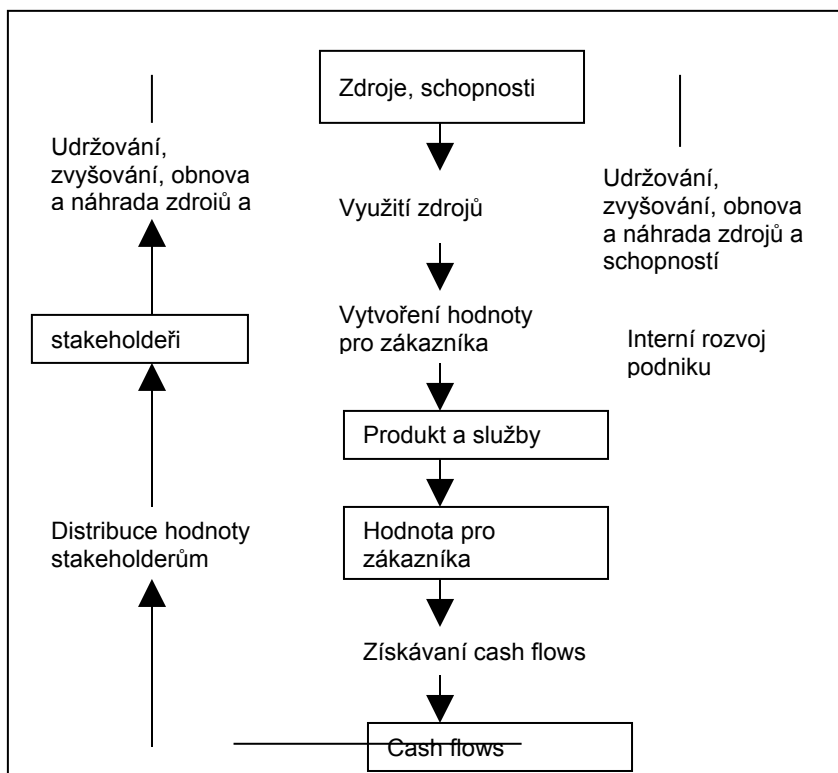 Zdroje, schopnosti
Udržování,
zvyšování, obnova
a náhrada zdroiů a
Využití zdrojů
Udržování,
zvyšování, obnova
a náhrada zdrojů a
schopností
Vytvoření hodnoty
pro zákazníka
stakeholdeři
Interní rozvoj
podniku
Produkt a služby
Distribuce hodnoty
stakeholderům
Hodnota pro
zákazníka
Získávaní cash flows
Cash flows